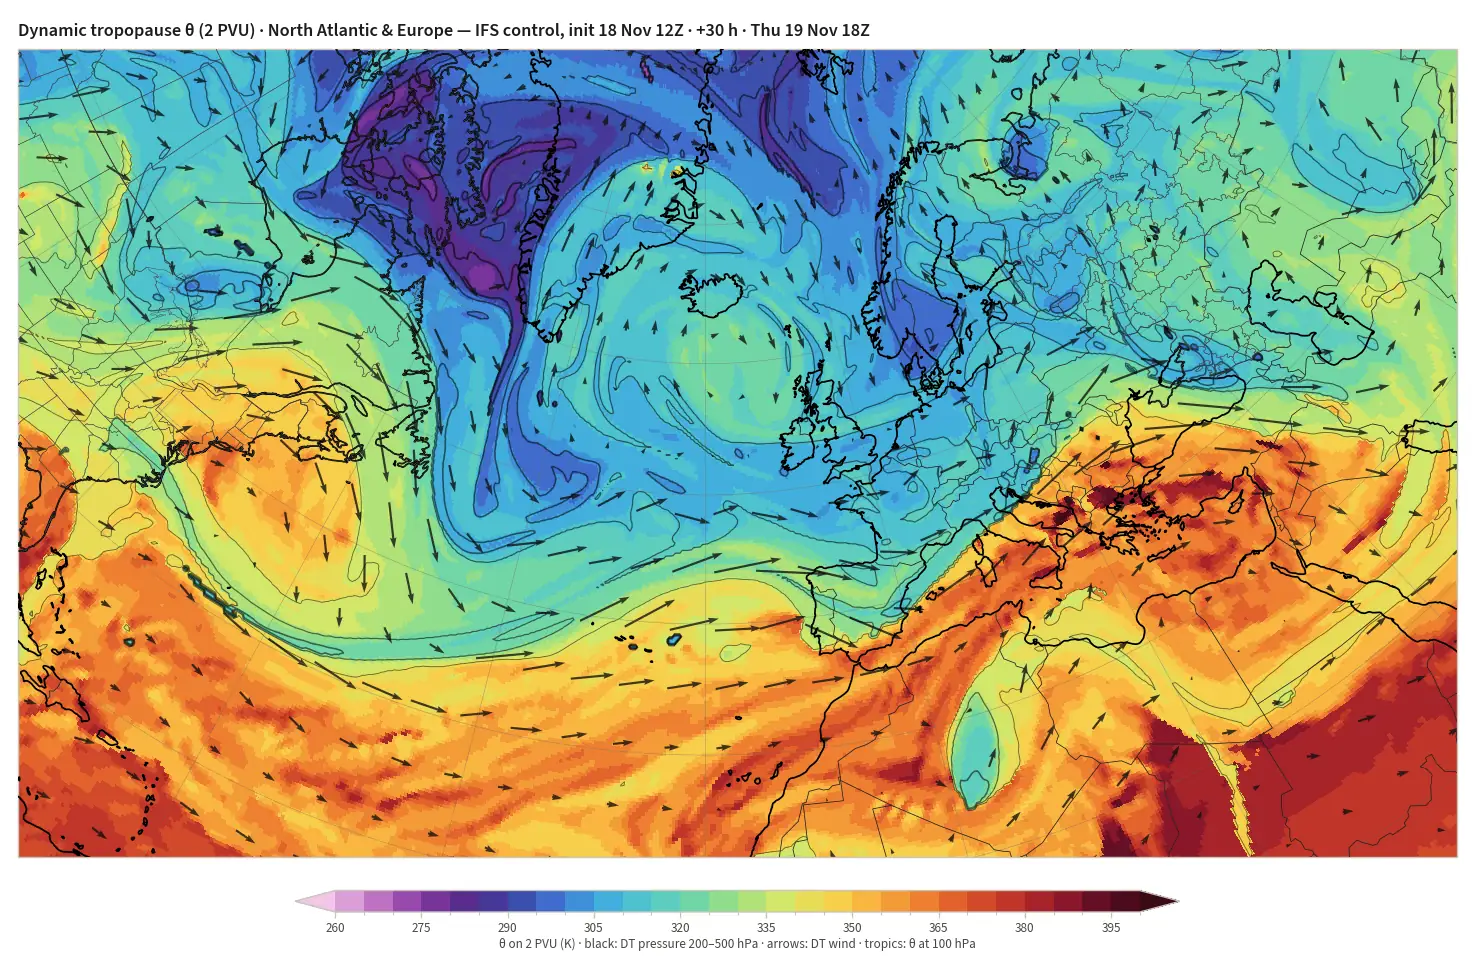 Dynamic tropopause θ (2 PVU) · North Atlantic & Europe — IFS control, init 18 Nov 12Z · +30 h · Thu 19 Nov 18Z
260 275 290 305 320 335 350 365 380 395
θ on 2 PVU (K) · black: DT pressure 200–500 hPa · arrows: DT wind · tropics: θ at 100 hPa